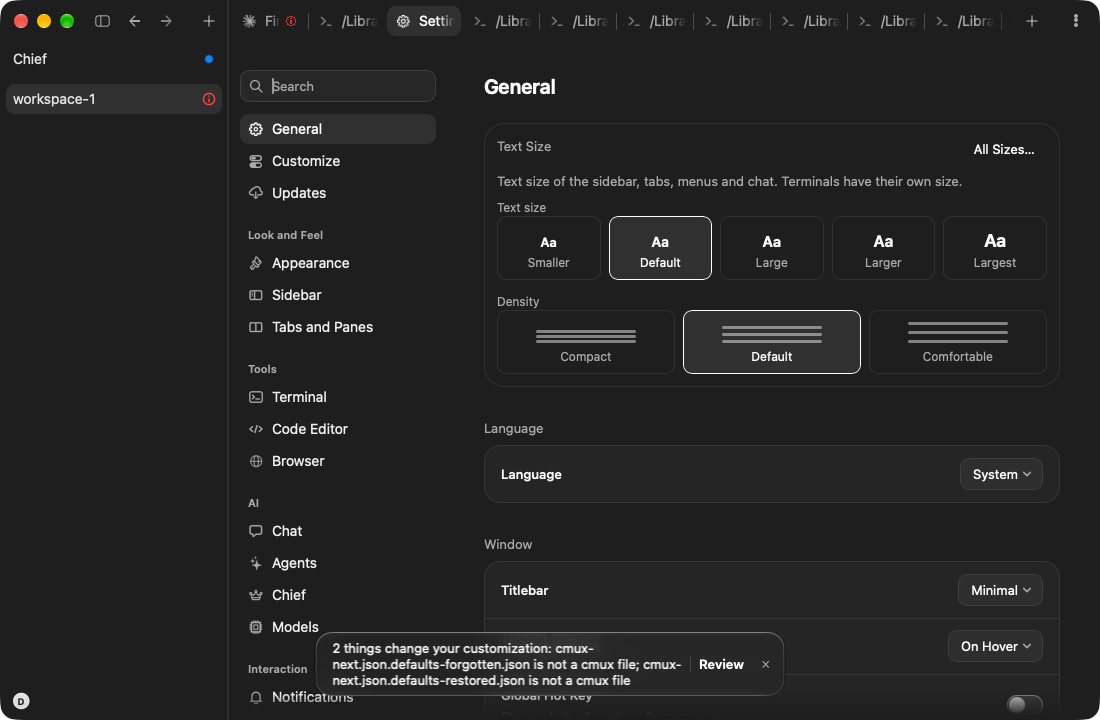 Fi
/Libra
Settin
/Libra
/Libra
/Libra
/Libra
/Libra
/Libra
/Libra
Chief
workspace-1
D
Search
General
Customize
Updates
Look and Feel
Appearance
Sidebar
Tabs and Panes
Tools
Terminal
Code Editor
Browser
AI
Chat
Agents
Chief
Models
Interaction
Notifications
General
Text Size
All Sizes...
Text size of the sidebar, tabs, menus and chat. Terminals have their own size.
Text size
Aa Aa Aa Aa Aa
Smaller Default Large Larger Largest
Density
Compact Default Comfortable
Language
Language System
Window
Titlebar Minimal
On Hover
Global Hot Key
2 things change your customization: cmux-
next.json.defaults-forgotten.json is not a cmux file; cmux-
next.json.defaults-restored.json is not a cmux file
Review